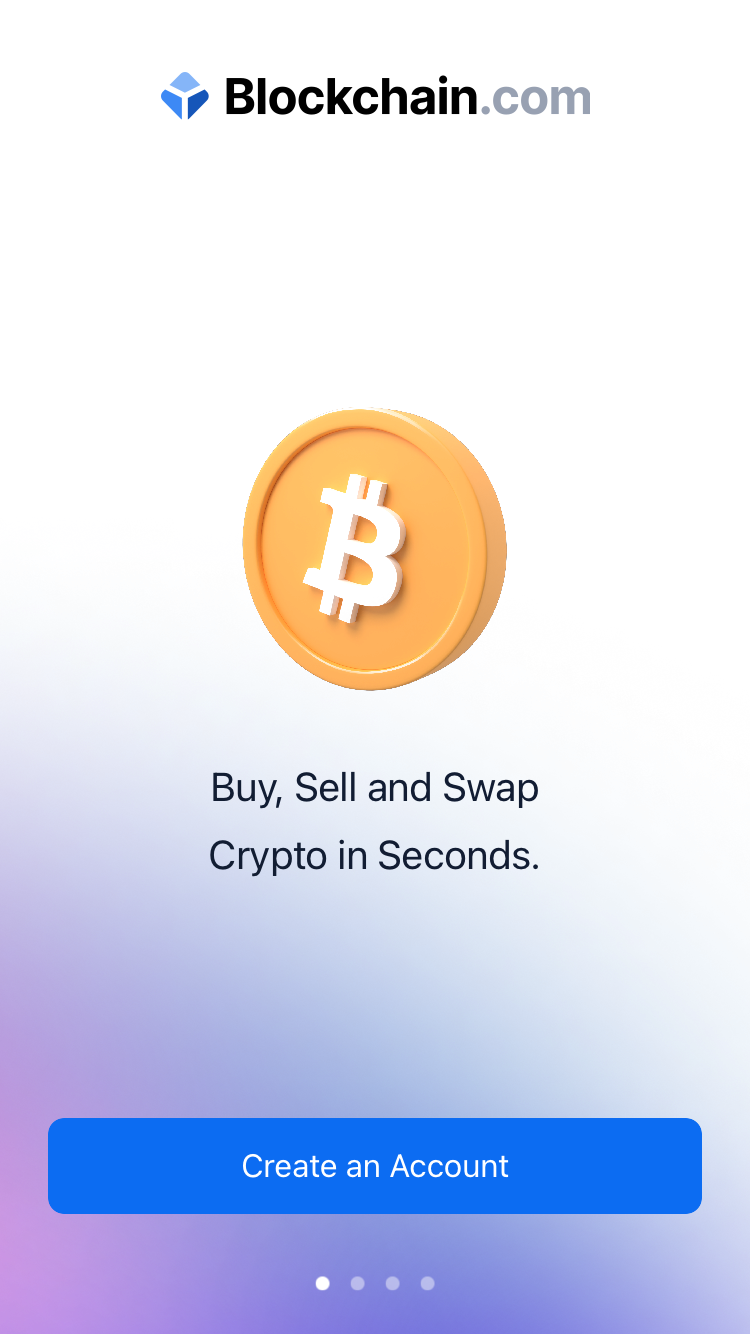 Blockchain.com
Buy, Sell and Swap
Crypto in Seconds.
Create an Account